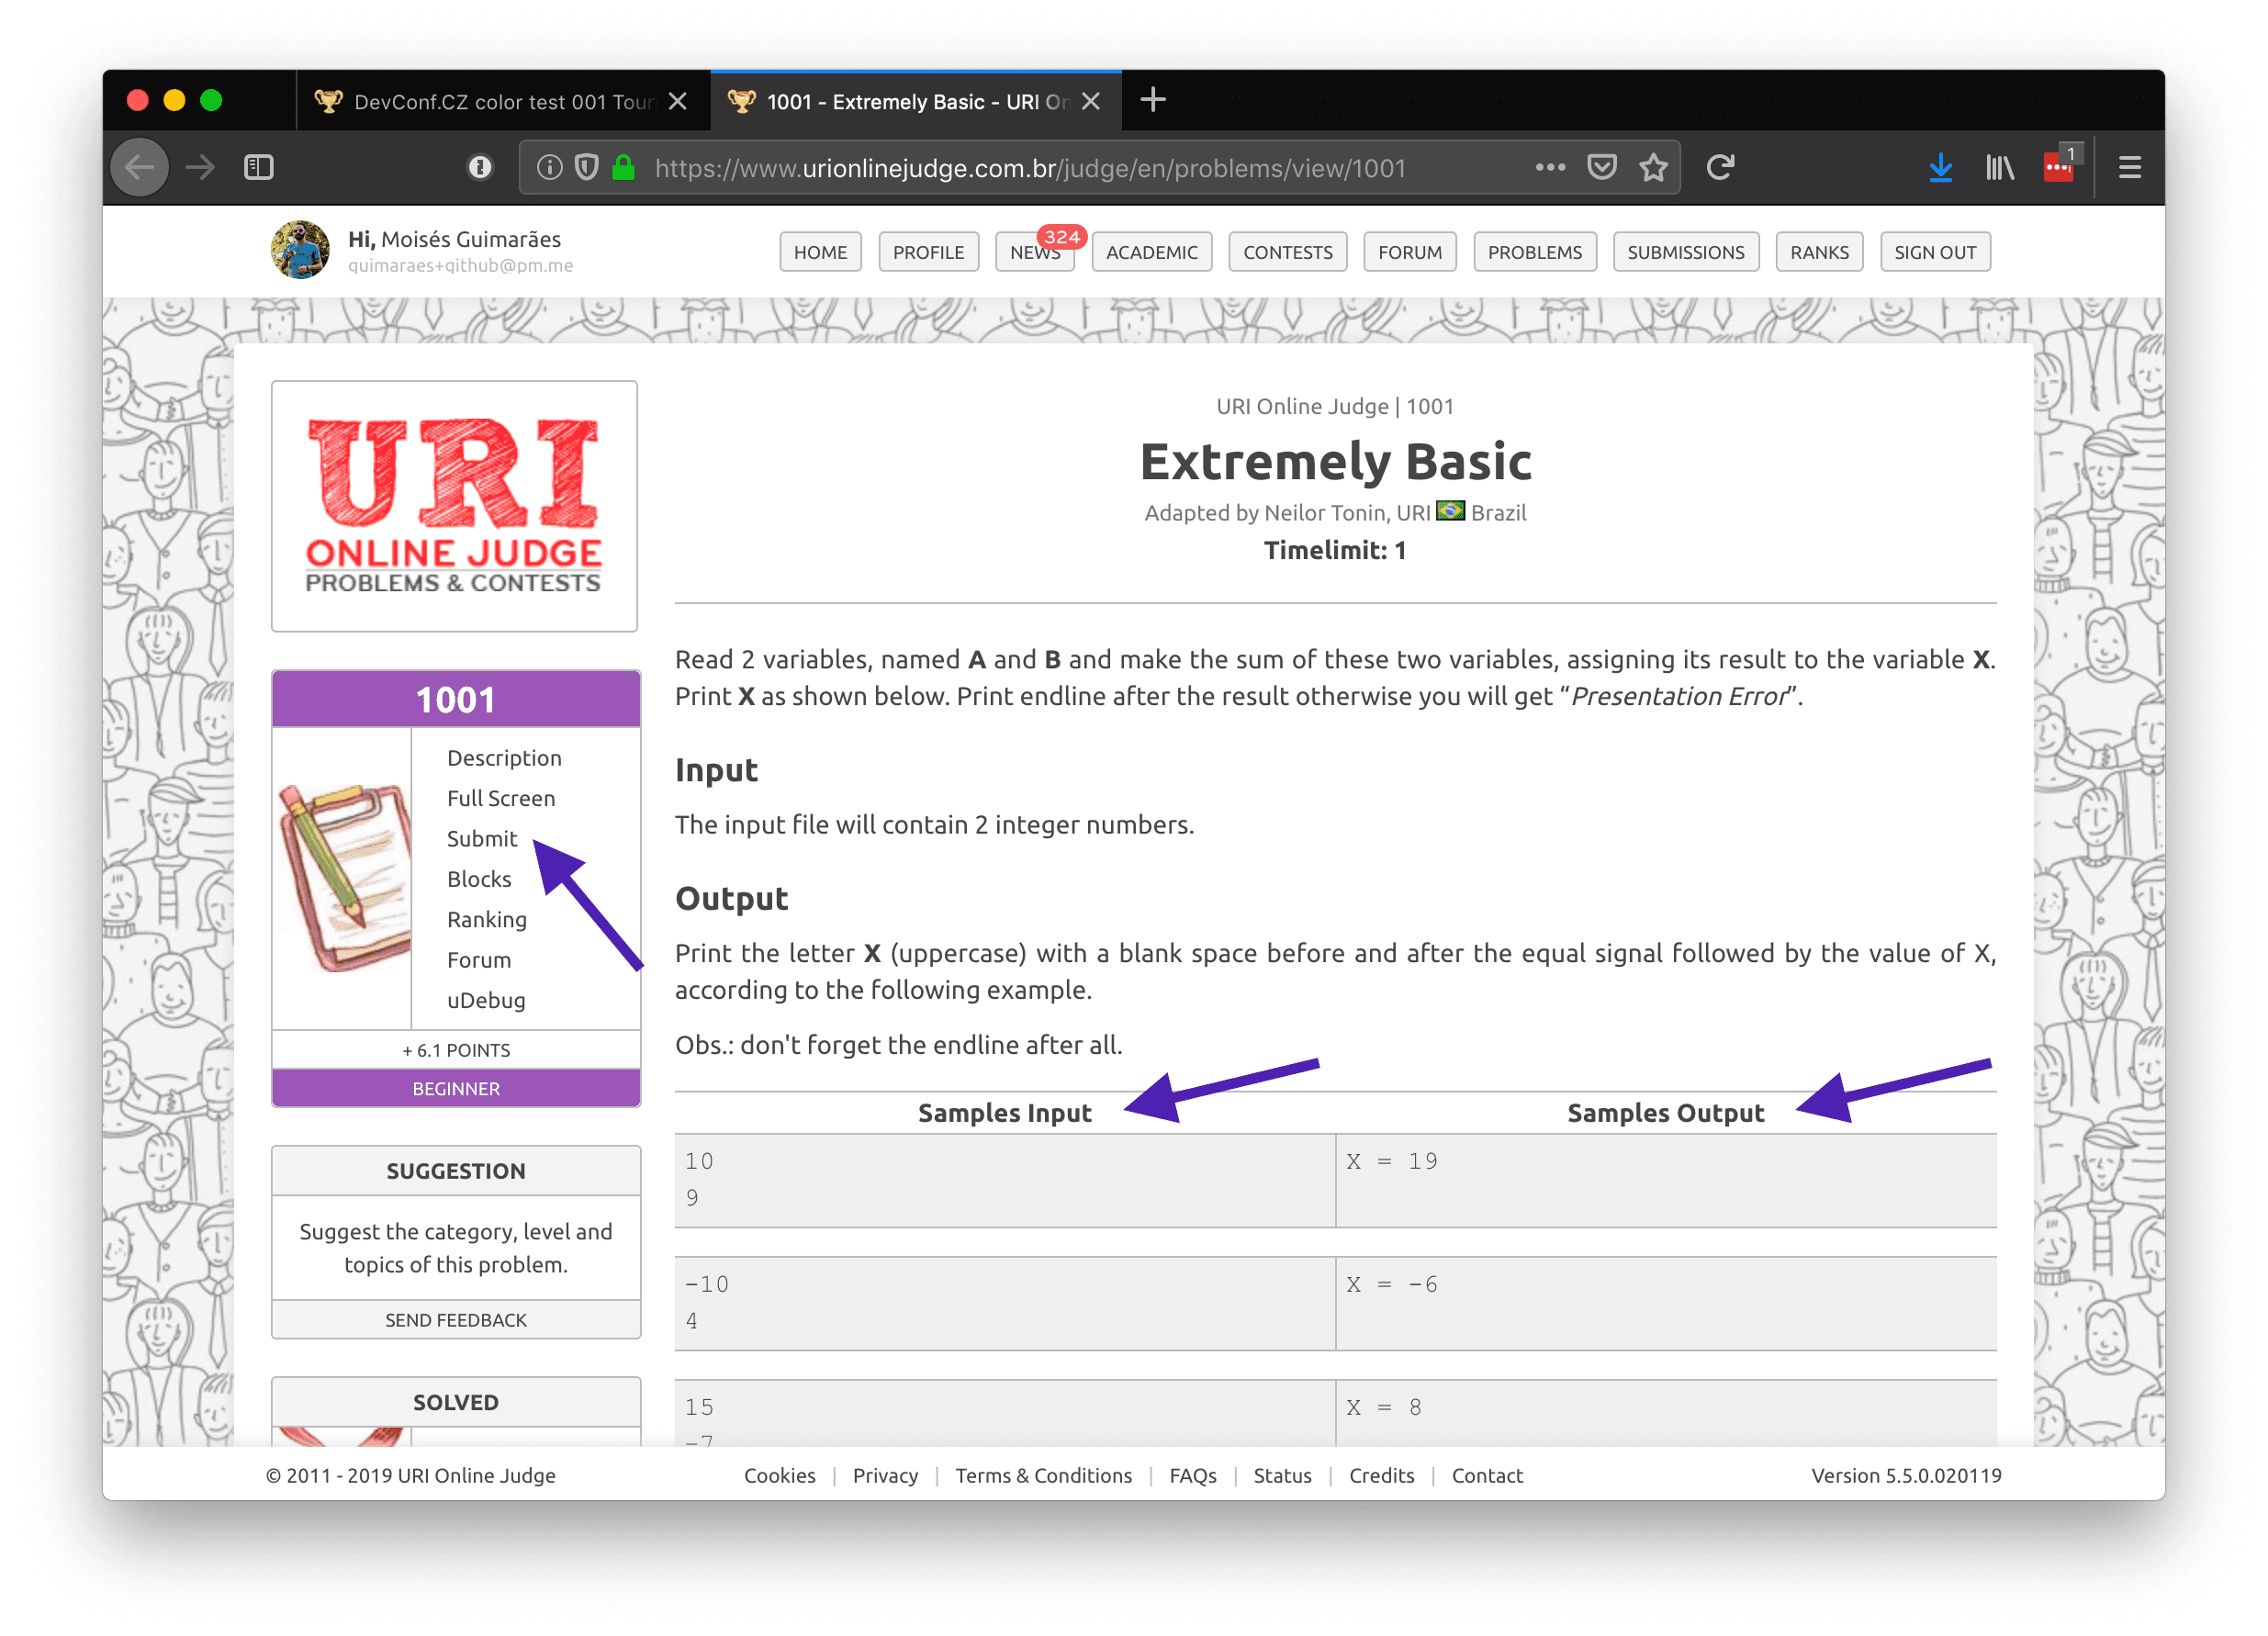 DevConf.CZ color test 001 Tour
1001 - Extremely Basic - URI On
https://www.urionlinejudge.com.br/judge/en/problems/view/1001
1
Hi, Moisés Guimarães
guimaraes+github@pm.me
HOME
PROFILE
NEWS
324
ACADEMIC
CONTESTS
FORUM
PROBLEMS
SUBMISSIONS
RANKS
SIGN OUT
URI
ONLINE JUDGE
PROBLEMS & CONTESTS
1001
Description
Full Screen
Submit
Blocks
Ranking
Forum
uDebug
+ 6.1 POINTS
BEGINNER
SUGGESTION
Suggest the category, level and
topics of this problem.
SEND FEEDBACK
SOLVED
URI Online Judge | 1001
Extremely Basic
Adapted by Neilor Tonin, URI Brazil
Timelimit: 1
Read 2 variables, named A and B and make the sum of these two variables, assigning its result to the variable X.
Print X as shown below. Print endline after the result otherwise you will get “Presentation Error”.
Input
The input file will contain 2 integer numbers.
Output
Print the letter X (uppercase) with a blank space before and after the equal signal followed by the value of X,
according to the following example.
Obs.: don't forget the endline after all.
Samples Input
Samples Output
10
9
X = 19
-10
4
X = -6
15
-7
X = 8
© 2011 - 2019 URI Online Judge
Cookies | Privacy | Terms & Conditions | FAQs | Status | Credits | Contact
Version 5.5.0.020119